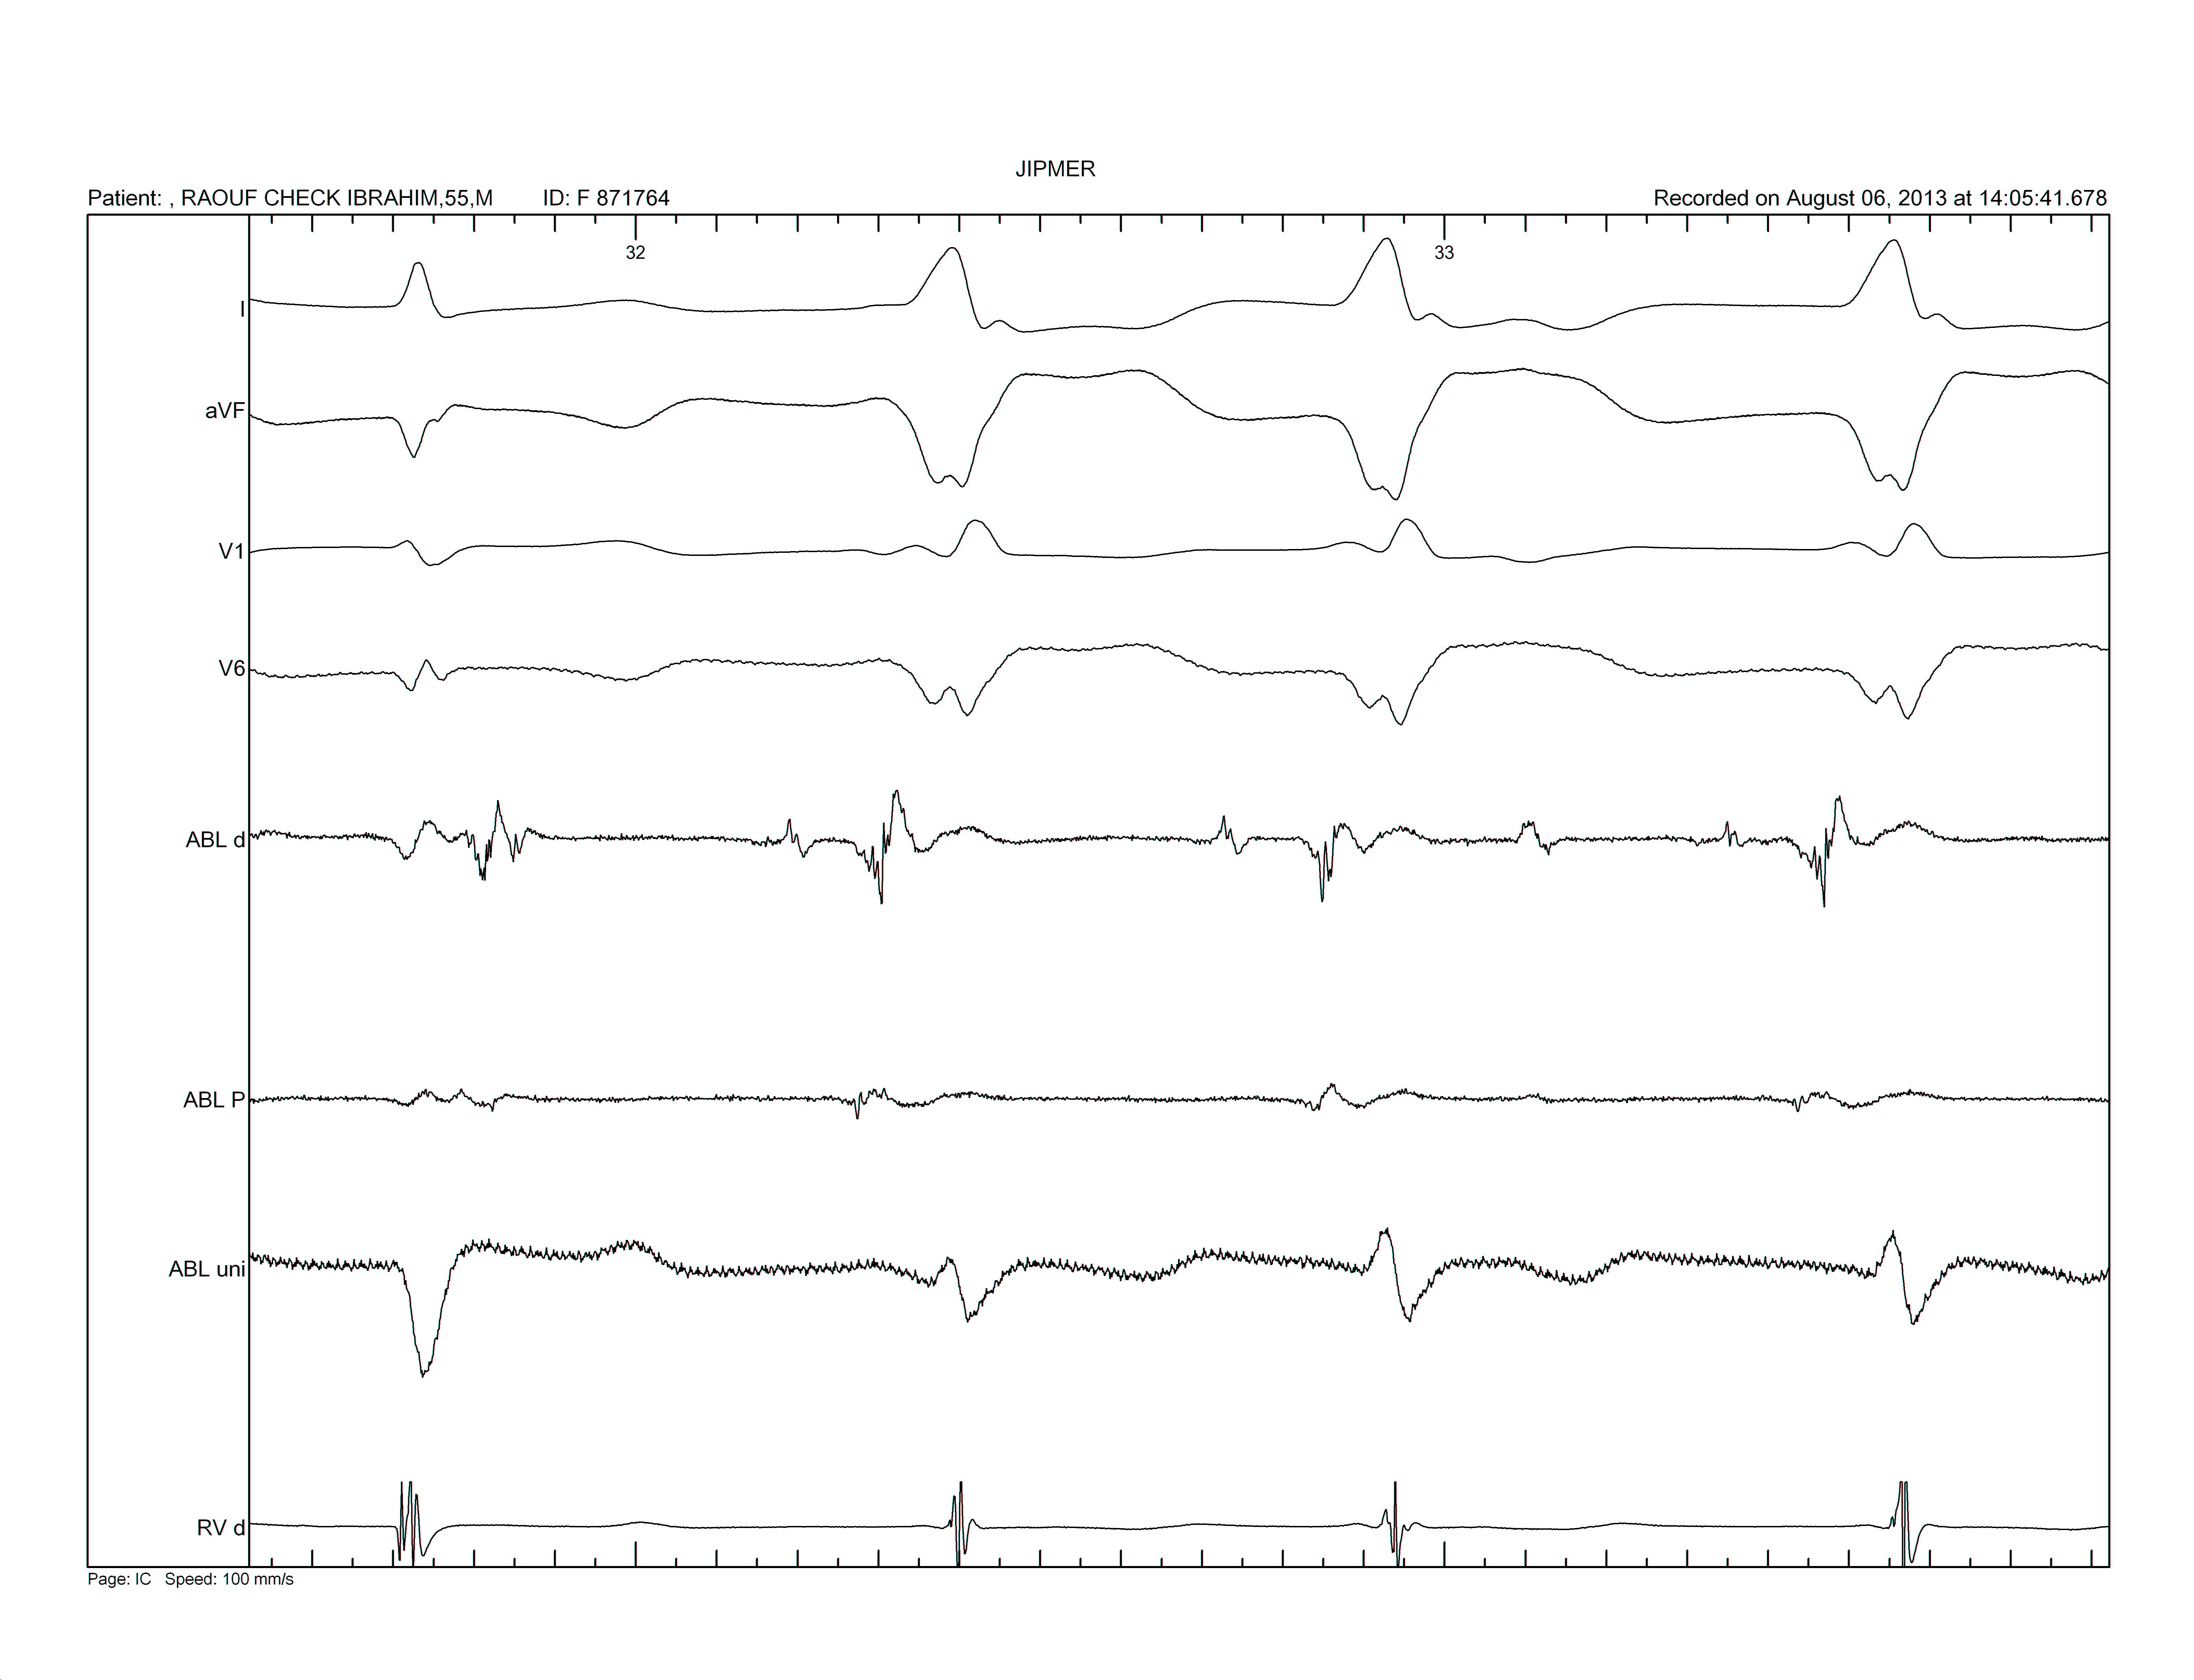 JIPMER
Patient: , RAOUF CHECK IBRAHIM,55,M ID: F 871764 Recorded on August 06, 2013 at 14:05:41.678
32 33
I
aVF
V1
V6
ABL d
ABL P
ABL uni
RV d
Page: IC Speed: 100 mm/s